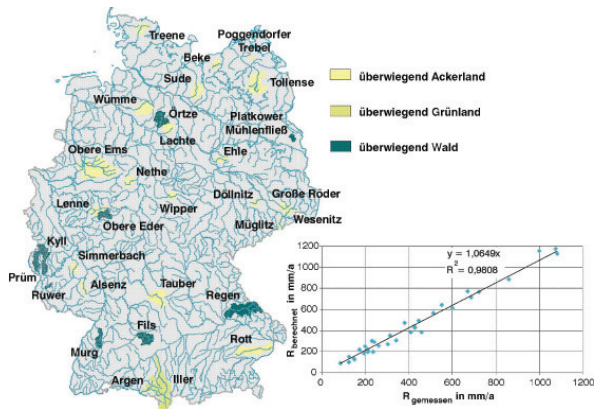 Treene
Poggendorfer
Trebel
Beke
Sude
Tollense
Wümme
Örtze
Platkower
Mühlenfließ
Lachte
Obere Ems
Ehle
Nethe
Döllnitz
Große Röder
Lenne
Wipper
Wesenitz
Obere Eder
Müglitz
Kyll
Simmerbach
Prüm
Tauber
Alsenz
Regen
Ruwer
Fils
Rott
Murg
Argen
Iller
überwiegend Ackerland
überwiegend Grünland
überwiegend Wald
R berechnet in mm/a
1200
1000
800
600
400
200
0
y = 1,0649x
R² = 0,9808
0 200 400 600 800 1000 1200
R gemessen in mm/a